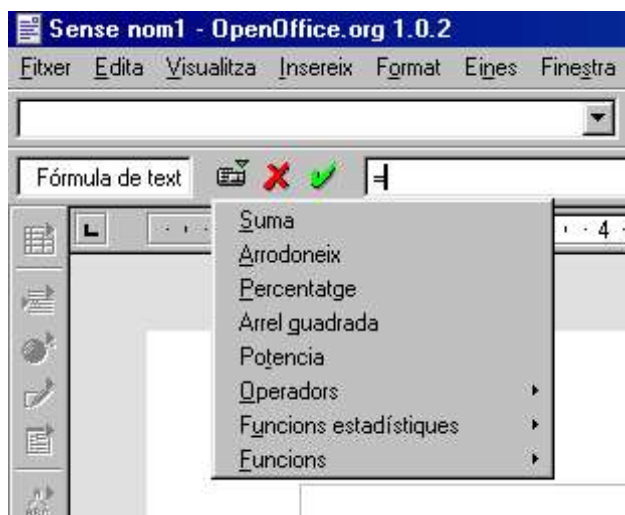 Sense nom1 - OpenOffice.org 1.0.2
Fitxer Edita Visualitza Insereix Format Eines Finestra
Fórmula de text =
4
Suma
Arrodoneix
Percentatge
Arrel quadrada
Potencia
Operadors
Funcions estadístiques
Funcions